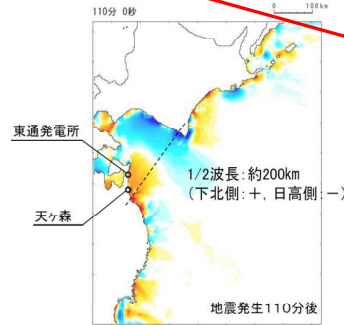 110分 0秒
0 100 km
東通発電所
天ヶ森
1/2波長:約200km
(下北側:+, 日高側:-)
地震発生110分後